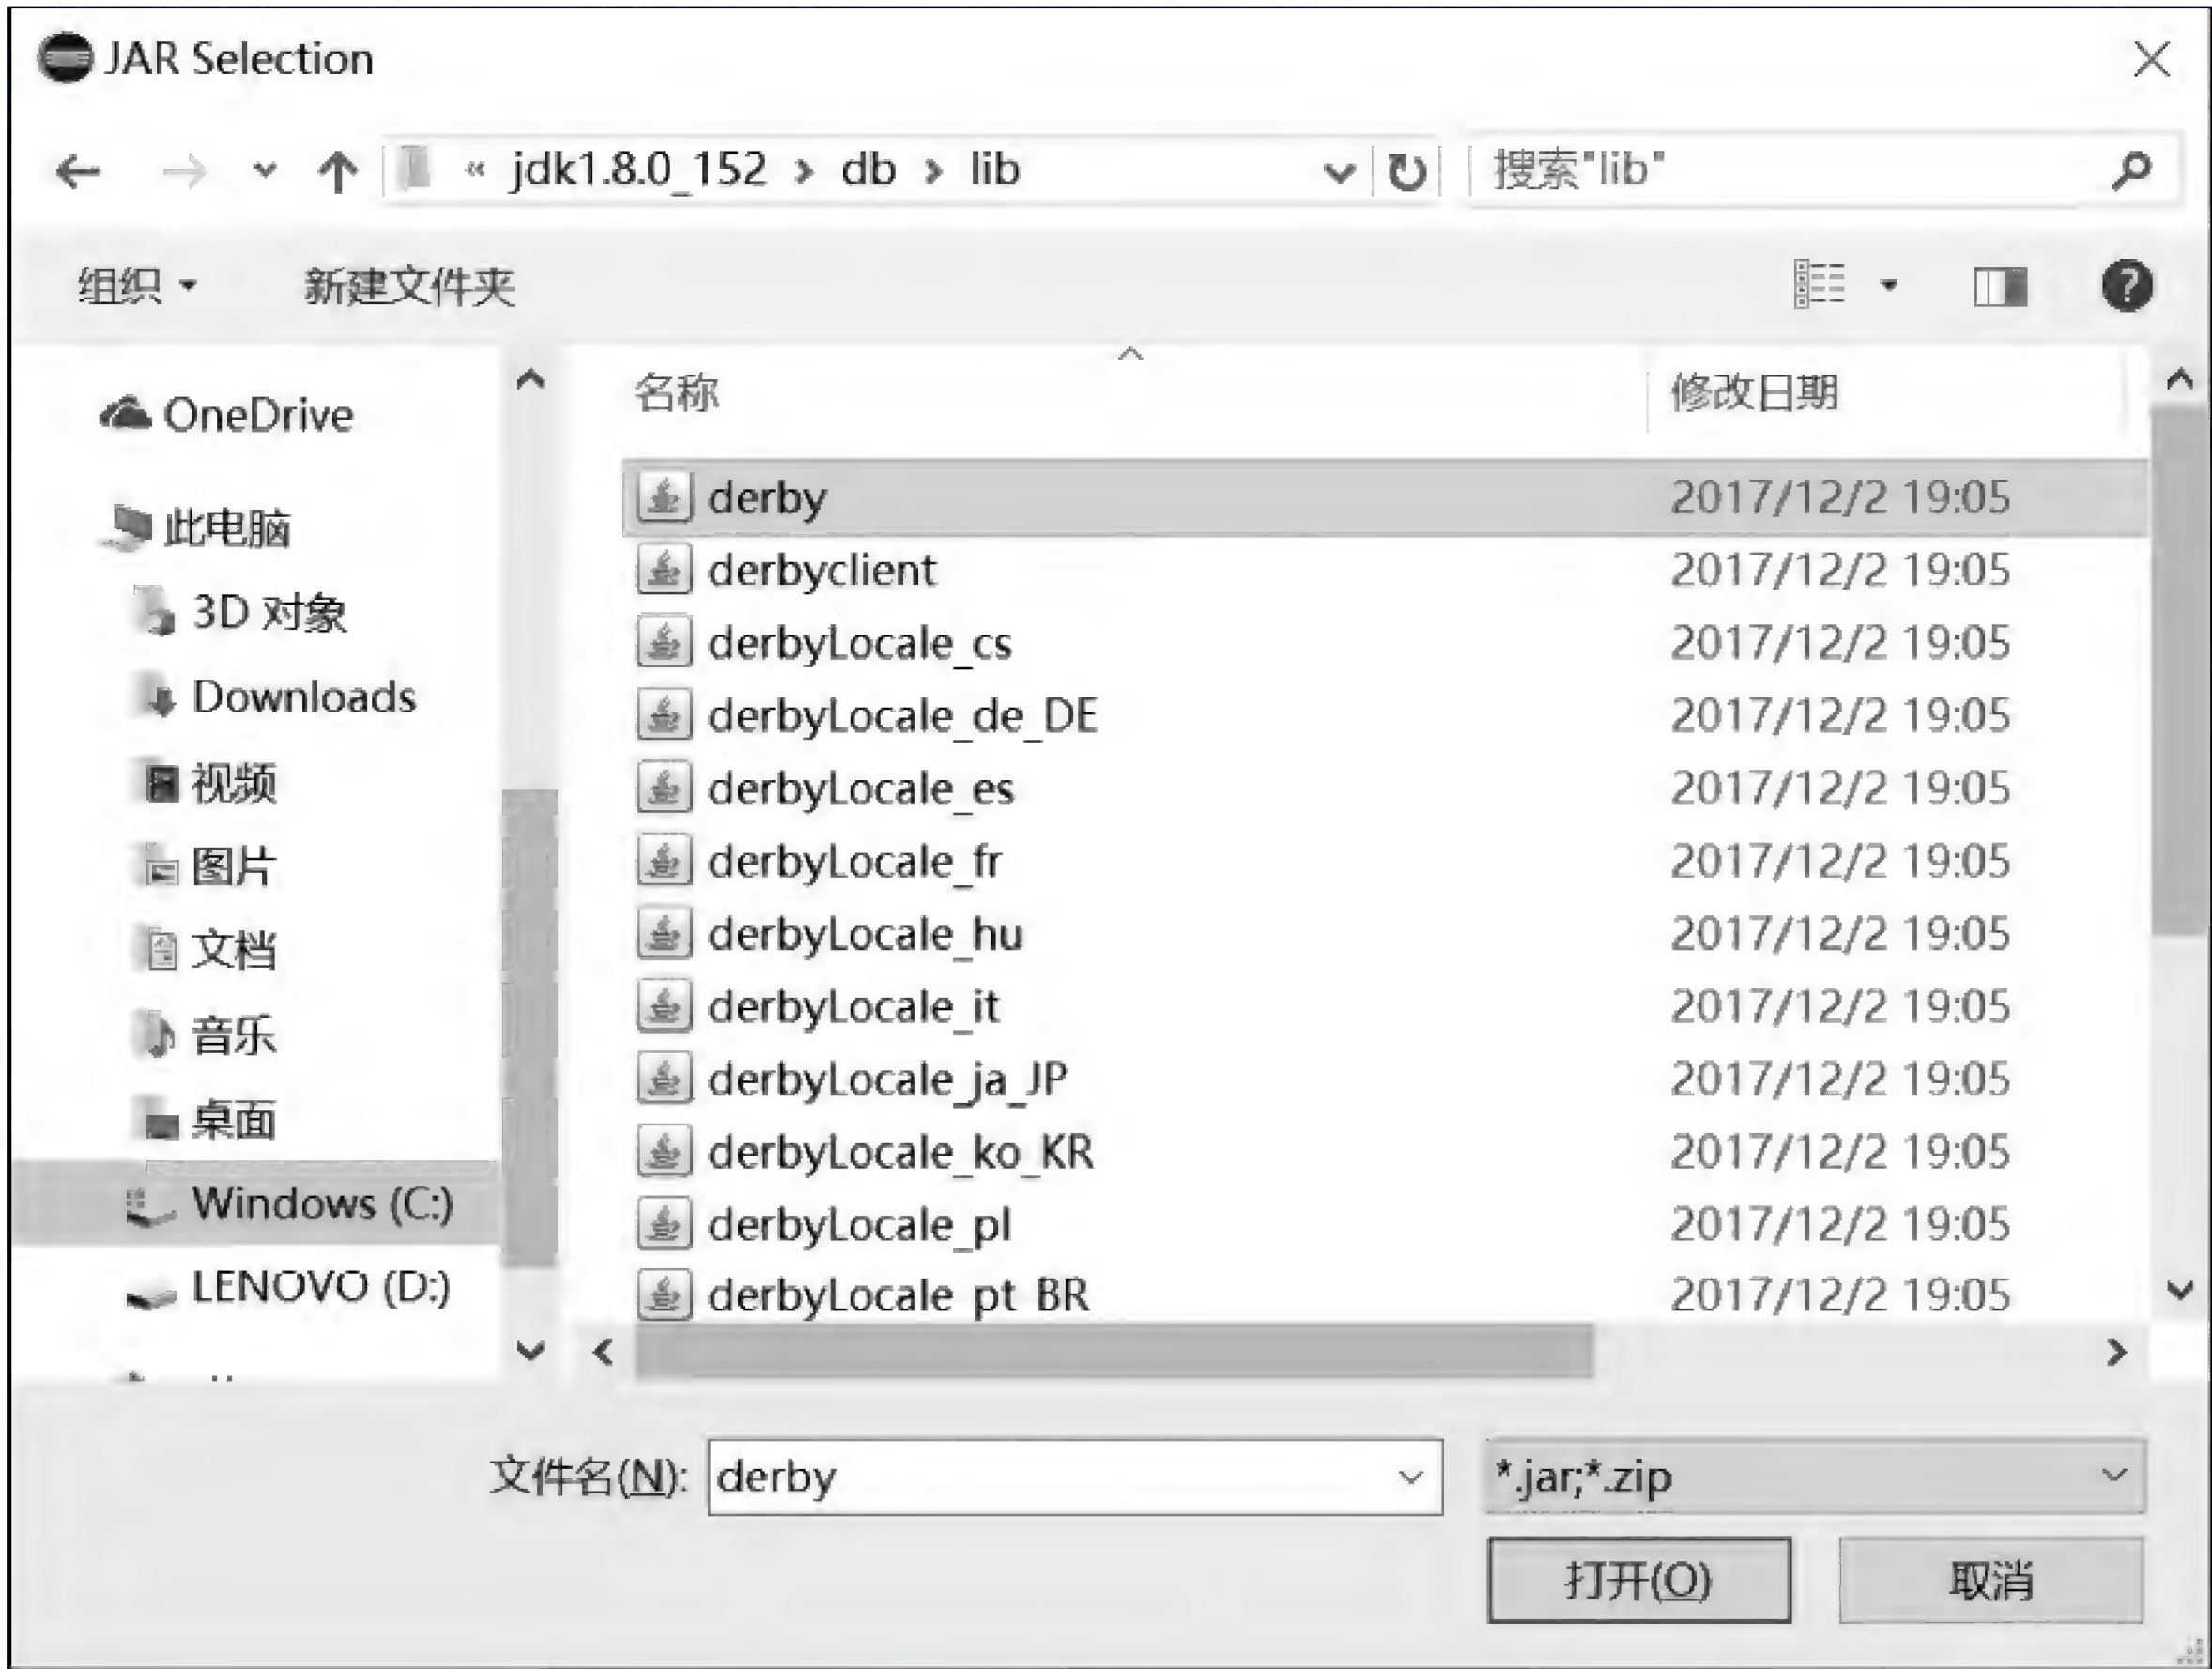 JAR Selection
« jdk1.8.0_152 › db › lib
搜索"lib"
组织
新建文件夹
OneDrive
此电脑
3D 对象
Downloads
视频
图片
文档
音乐
桌面
Windows (C:)
LENOVO (D:)
名称 修改日期
derby 2017/12/2 19:05
derbyclient 2017/12/2 19:05
derbyLocale_cs 2017/12/2 19:05
derbyLocale_de_DE 2017/12/2 19:05
derbyLocale_es 2017/12/2 19:05
derbyLocale_fr 2017/12/2 19:05
derbyLocale_hu 2017/12/2 19:05
derbyLocale_it 2017/12/2 19:05
derbyLocale_ja_JP 2017/12/2 19:05
derbyLocale_ko_KR 2017/12/2 19:05
derbyLocale_pl 2017/12/2 19:05
derbyLocale_pt_BR 2017/12/2 19:05
文件名(N): derby *.jar;*.zip
打开(O) 取消